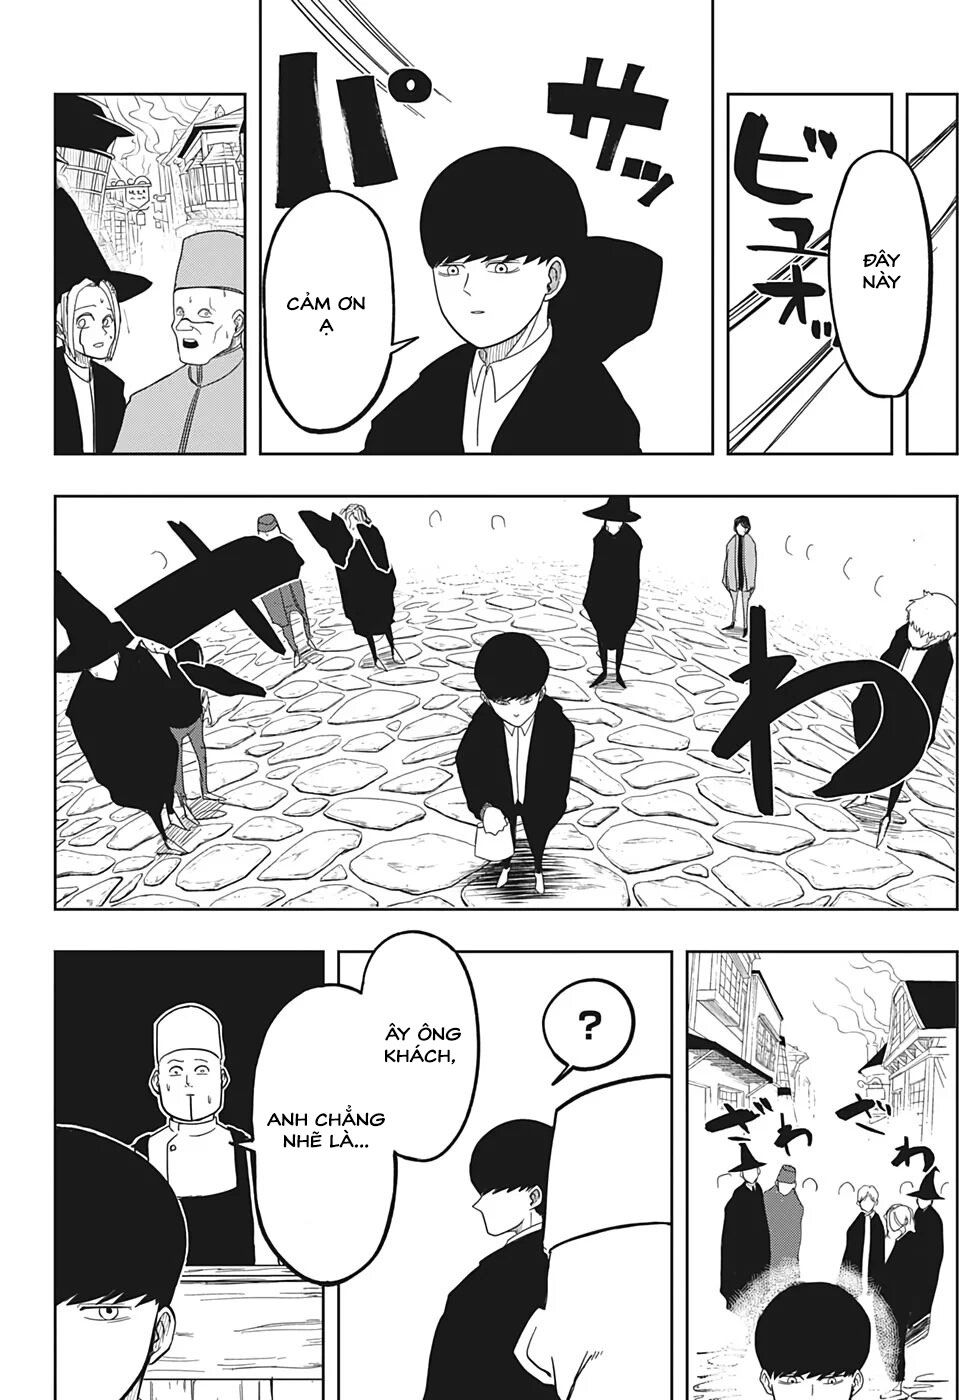 ビュオッ
ĐÂY
NÀY
パサッ
CẢM ƠN
Ạ
ざわ
ざわ
ざ
わ
?
ÂY ÔNG
KHÁCH,
ANH CHẲNG
NHẼ LÀ...